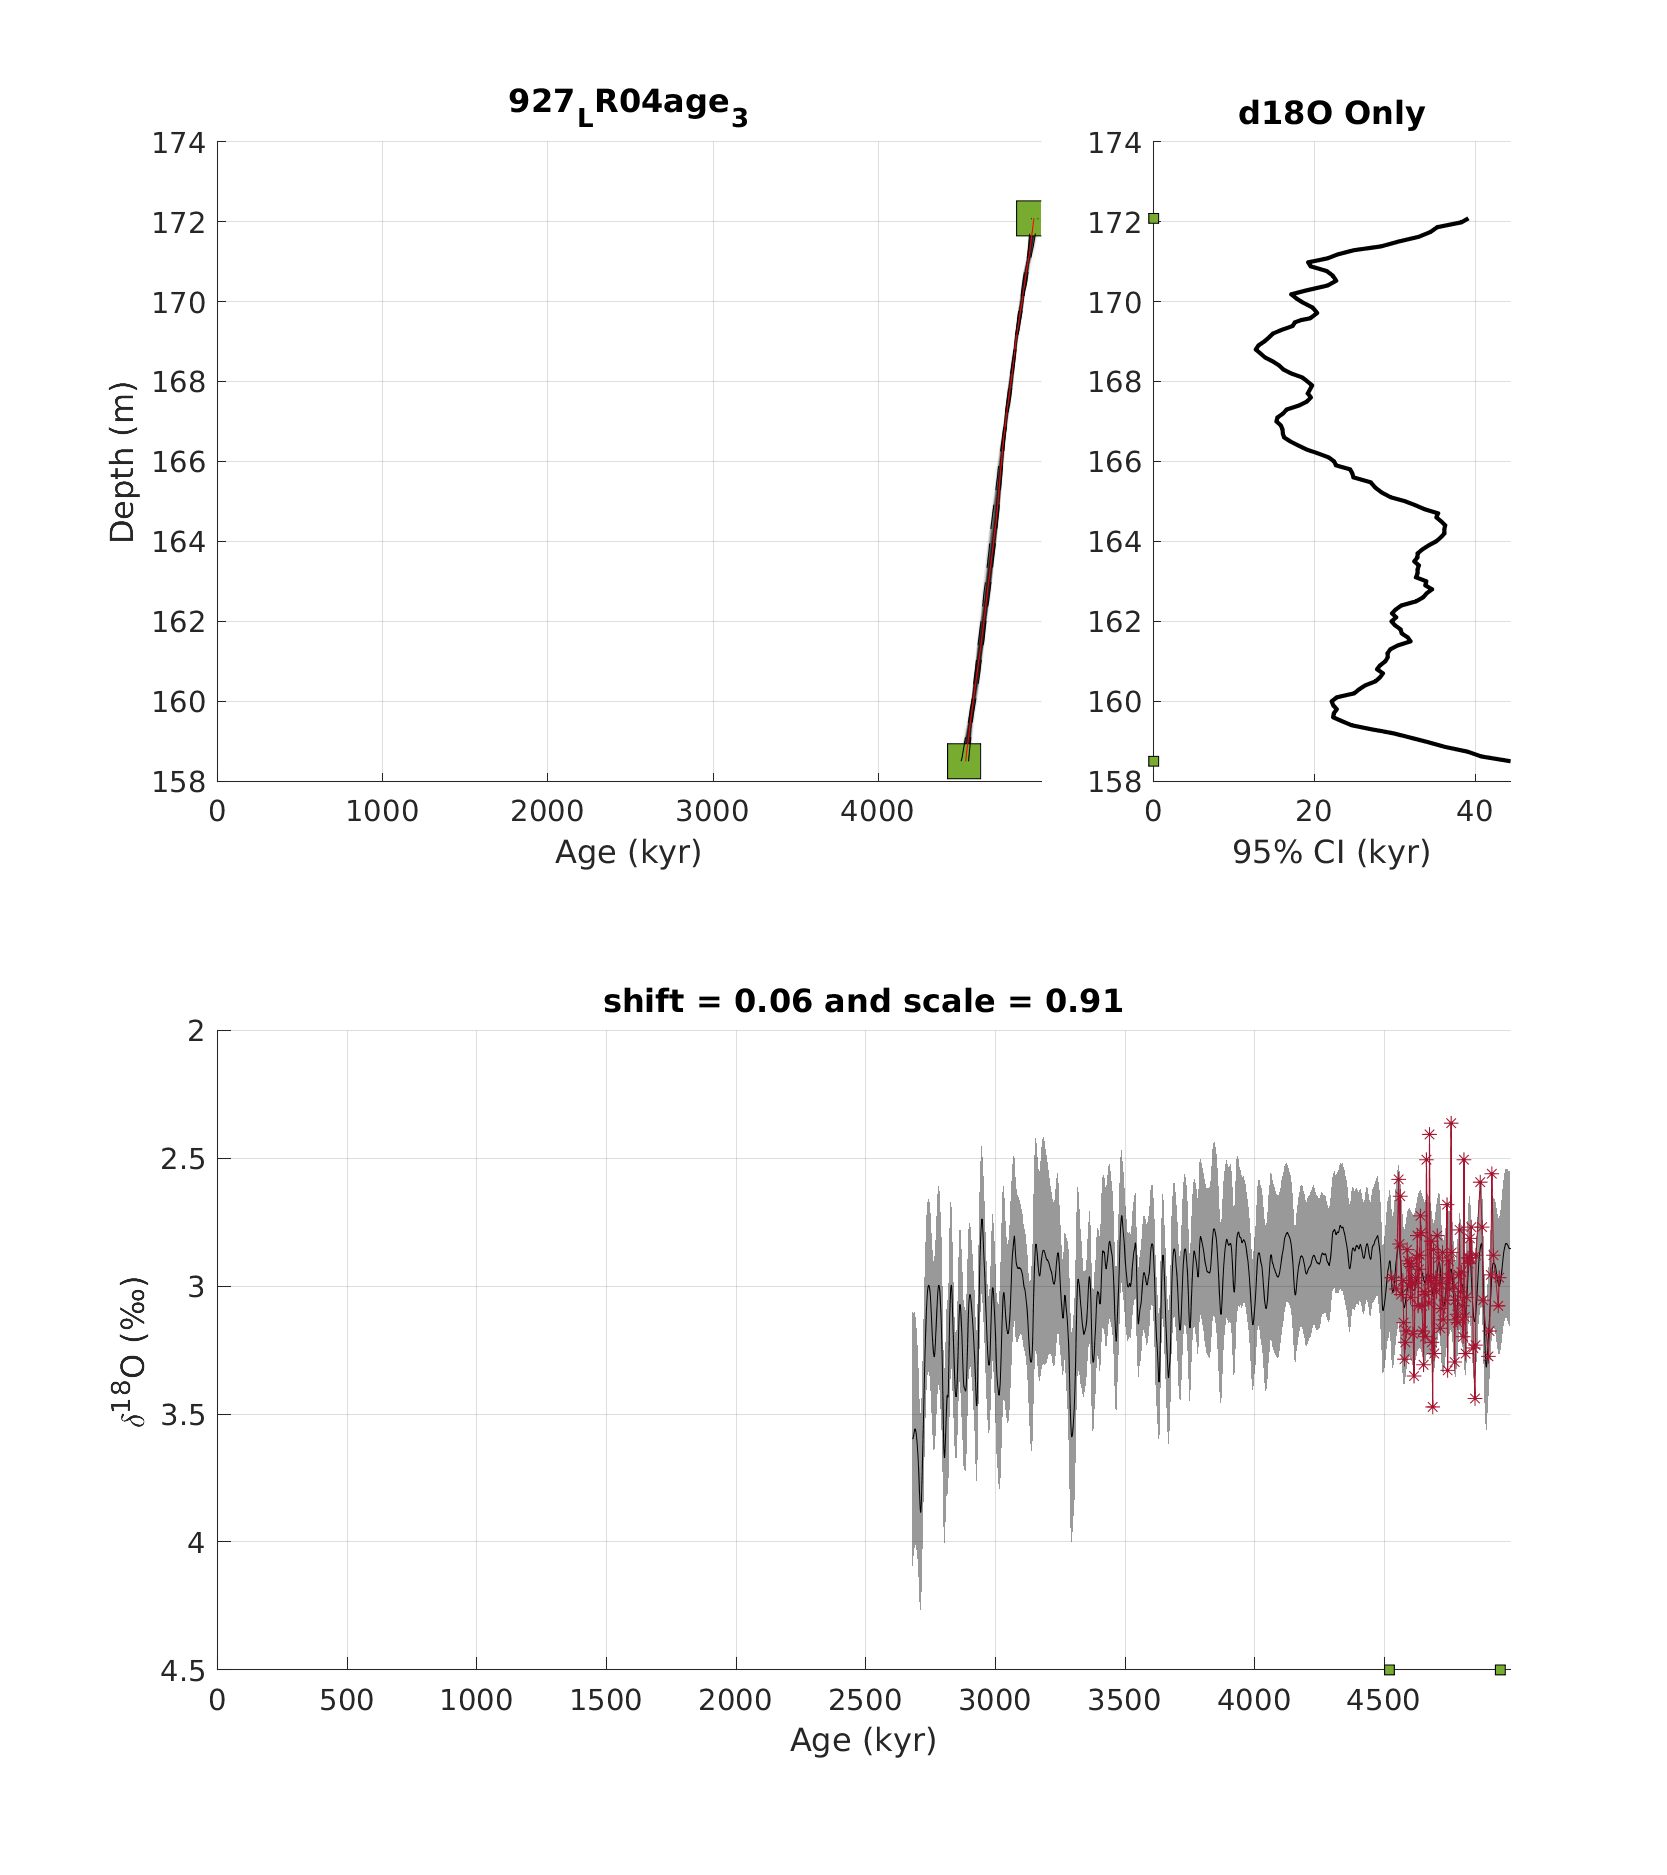 927_LR04age_3
174
172
170
168
166
164
162
160
158
Depth (m)
0 1000 2000 3000 4000
Age (kyr)
d18O Only
174
172
170
168
166
164
162
160
158
0 20 40
95% CI (kyr)
shift = 0.06 and scale = 0.91
2
2.5
3
3.5
4
4.5
δ¹⁸O (‰)
0 500 1000 1500 2000 2500 3000 3500 4000 4500
Age (kyr)